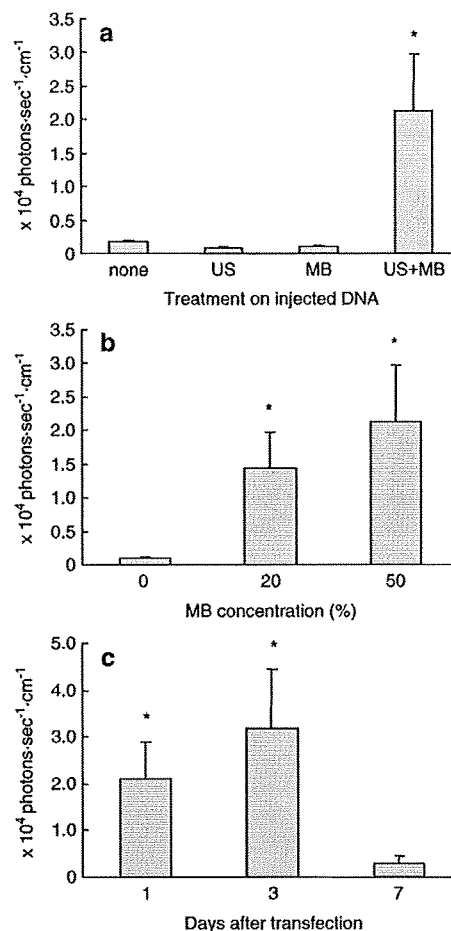 a
*
3.5
3.0
2.5
2.0
1.5
1.0
0.5
0
x 10⁴ photons·sec⁻¹·cm⁻¹
none US MB US+MB
Treatment on injected DNA
b
*
*
3.5
3.0
2.5
2.0
1.5
1.0
0.5
0
x 10⁴ photons·sec⁻¹·cm⁻¹
0 20 50
MB concentration (%)
c
*
*
5.0
4.0
3.0
2.0
1.0
0
x 10⁴ photons·sec⁻¹·cm⁻¹
1 3 7
Days after transfection